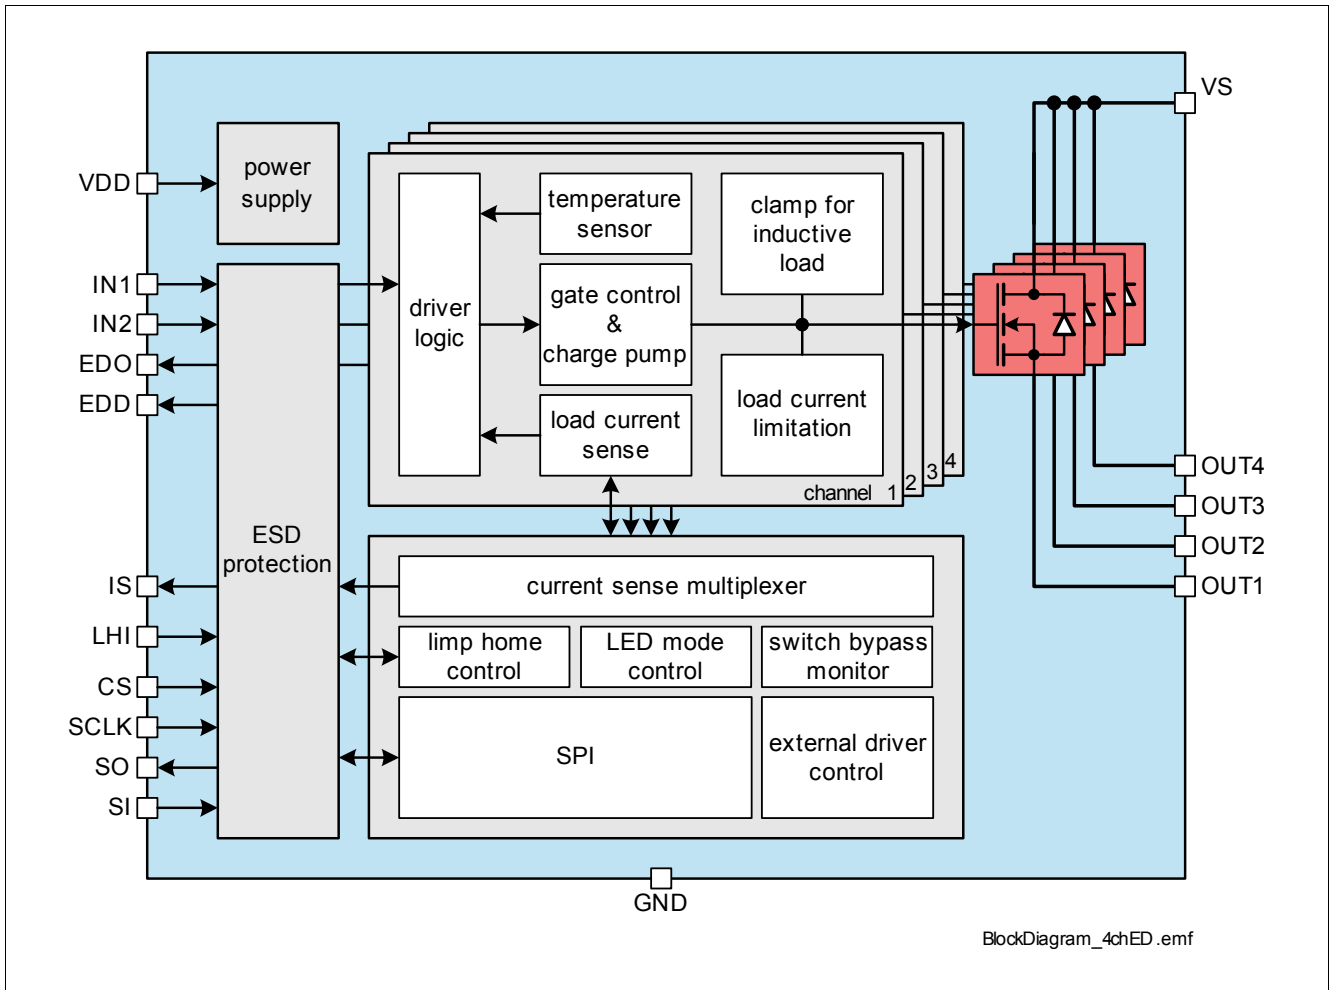 VS
power
supply
VDD
temperature
sensor
clamp for
inductive
load
IN1
IN2
EDO
EDD
driver
logic
gate control
&
charge pump
load current
sense
load current
limitation
channel 1
2
3
4
OUT4
OUT3
OUT2
OUT1
ESD
protection
IS
LHI
CS
SCLK
SO
SI
current sense multiplexer
limp home
control
LED mode
control
switch bypass
monitor
SPI
external driver
control
GND
BlockDiagram_4chED.emf